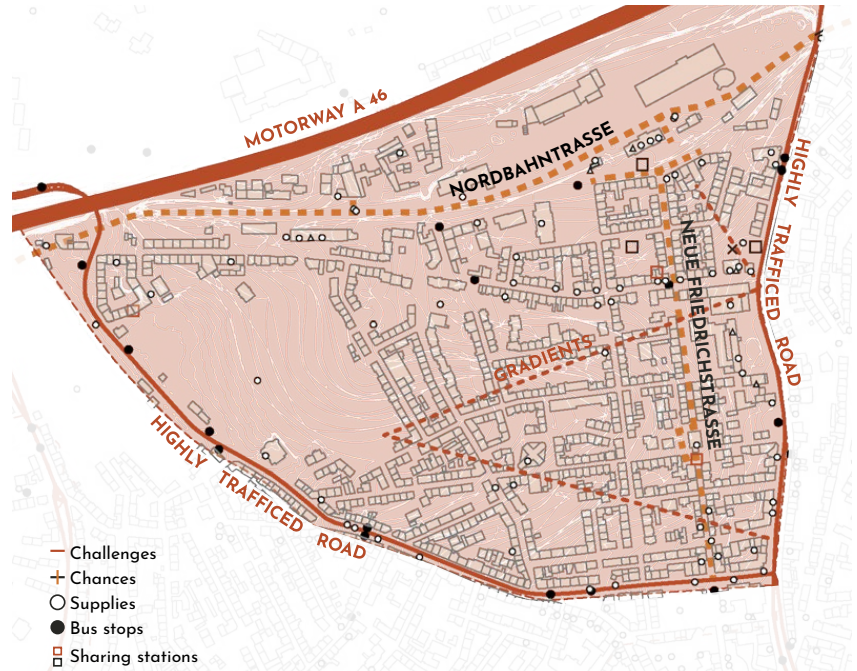 MOTORWAY A 46
NORDBAHNTRASSE
HIGHLY TRAFFICED ROAD
NEUE FRIEDRICHSTRASSE
GRADIENTS
HIGHLY TRAFFICED ROAD
Challenges
Chances
Supplies
Bus stops
Sharing stations